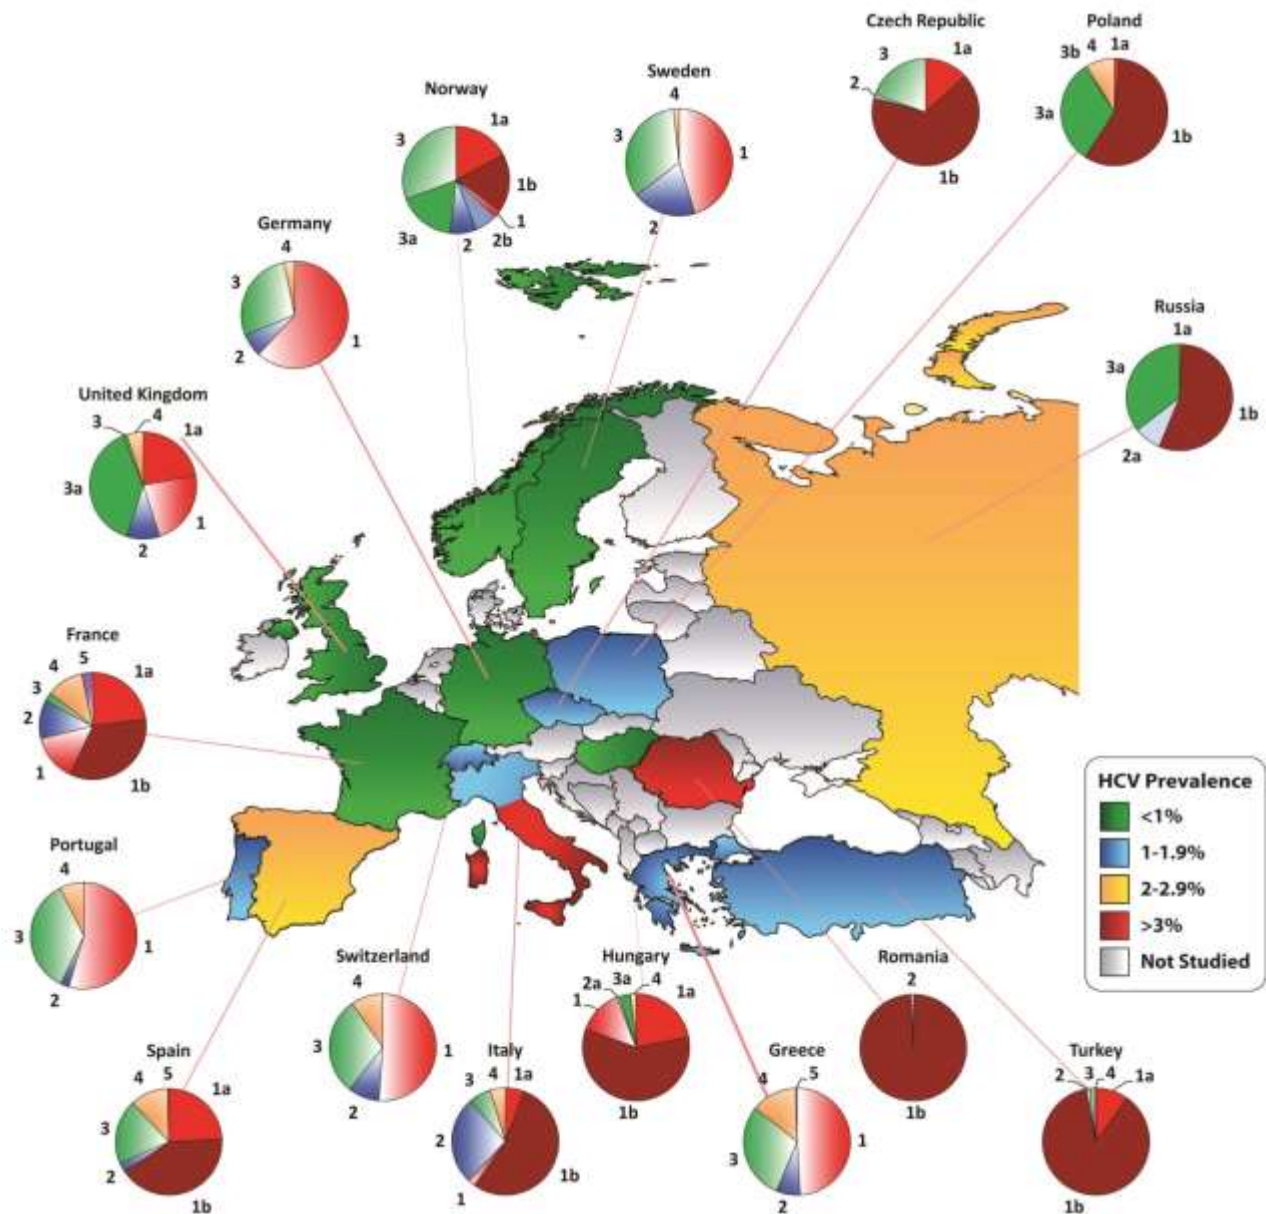 Czech Republic
3
1a
2
1b
Poland
3b
4
1a
3a
1b
Sweden
4
3
1
2
Norway
3
1a
1b
1
2b
2
3a
Germany
4
3
2
1
Russia
1a
3a
1b
2a
United Kingdom
3
4
1a
3a
1
2
France
4
5
1a
3
2
1
1b
HCV Prevalence
<1%
1-1.9%
2-2.9%
>3%
Not Studied
Portugal
4
3
1
2
Switzerland
4
3
1
2
Hungary
3a
4
2a
1a
1
1b
Romania
2
1b
Spain
5
4
1a
3
2
1b
Italy
3
4
1a
2
1
1b
Greece
4
5
1
3
2
Turkey
3
4
2
1a
1b